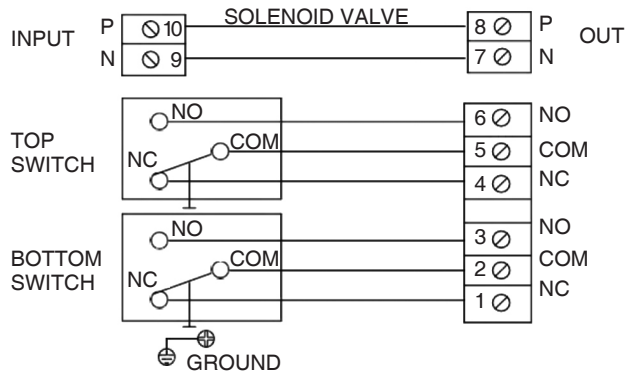 SOLENOID VALVE
INPUT P 10 8 P OUT
N 9 7 N
TOP SWITCH
NO 6 NO
COM 5 COM
NC 4 NC
BOTTOM SWITCH
NO 3 NO
COM 2 COM
NC 1 NC
GROUND